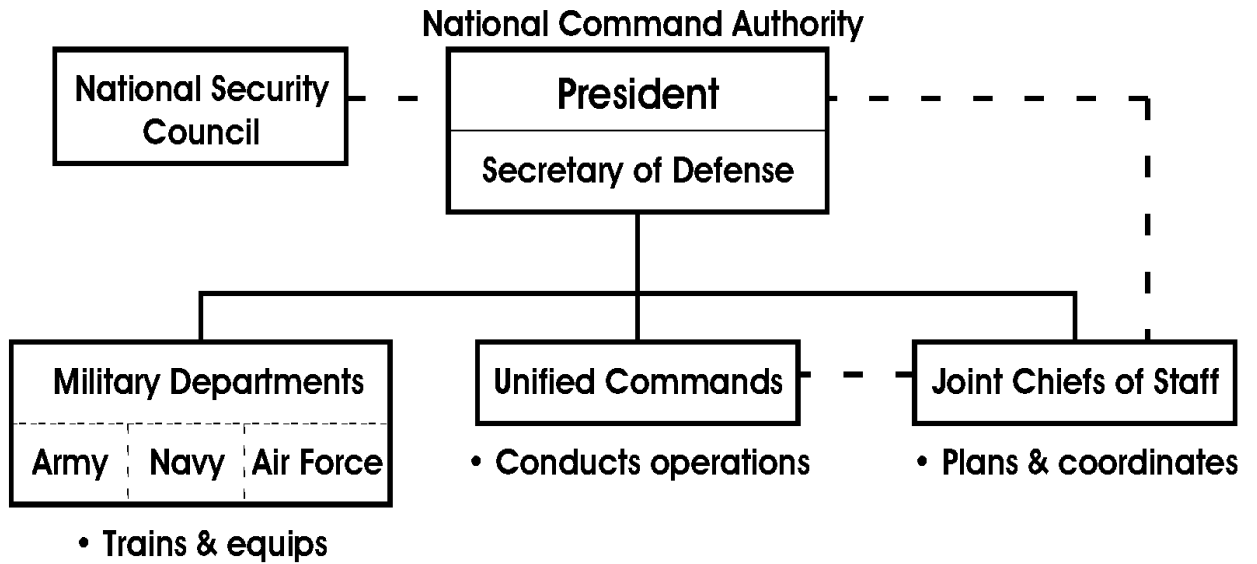 National Command Authority
National Security
Council
President
Secretary of Defense
Military Departments
Army Navy Air Force
• Trains & equips
Unified Commands
• Conducts operations
Joint Chiefs of Staff
• Plans & coordinates